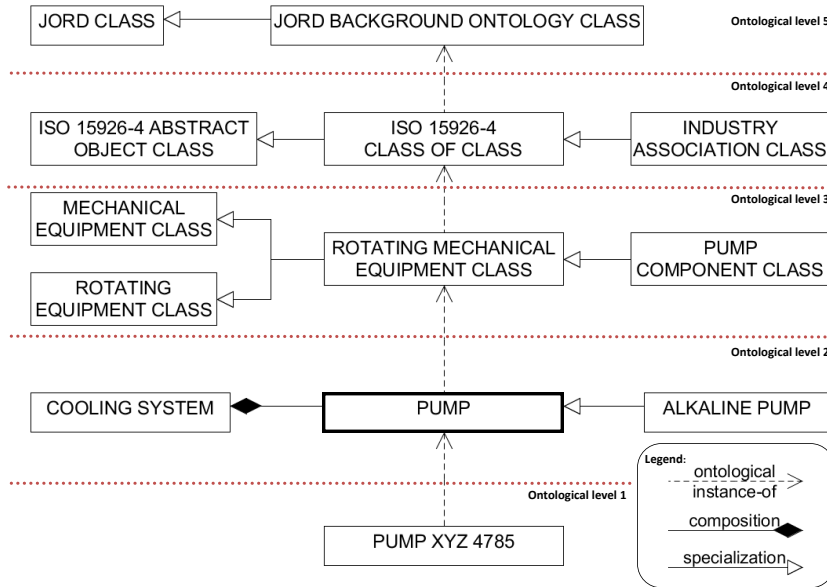 JORD CLASS
JORD BACKGROUND ONTOLOGY CLASS
Ontological level 5
Ontological level 4
ISO 15926-4 ABSTRACT
OBJECT CLASS
ISO 15926-4
CLASS OF CLASS
INDUSTRY
ASSOCIATION CLASS
Ontological level 3
MECHANICAL
EQUIPMENT CLASS
ROTATING MECHANICAL
EQUIPMENT CLASS
PUMP
COMPONENT CLASS
ROTATING
EQUIPMENT CLASS
Ontological level 2
COOLING SYSTEM
PUMP
ALKALINE PUMP
Ontological level 1
PUMP XYZ 4785
Legend:
ontological
instance-of
composition
specialization